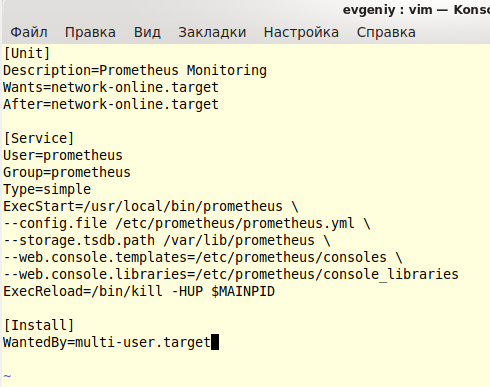 evgeniy : vim — Konso
Файл Правка Вид Закладки Настройка Справка
[Unit]
Description=Prometheus Monitoring
Wants=network-online.target
After=network-online.target
[Service]
User=prometheus
Group=prometheus
Type=simple
ExecStart=/usr/local/bin/prometheus \
--config.file /etc/prometheus/prometheus.yml \
--storage.tsdb.path /var/lib/prometheus \
--web.console.templates=/etc/prometheus/consoles \
--web.console.libraries=/etc/prometheus/console_libraries
ExecReload=/bin/kill -HUP $MAINPID
[Install]
WantedBy=multi-user.target
~